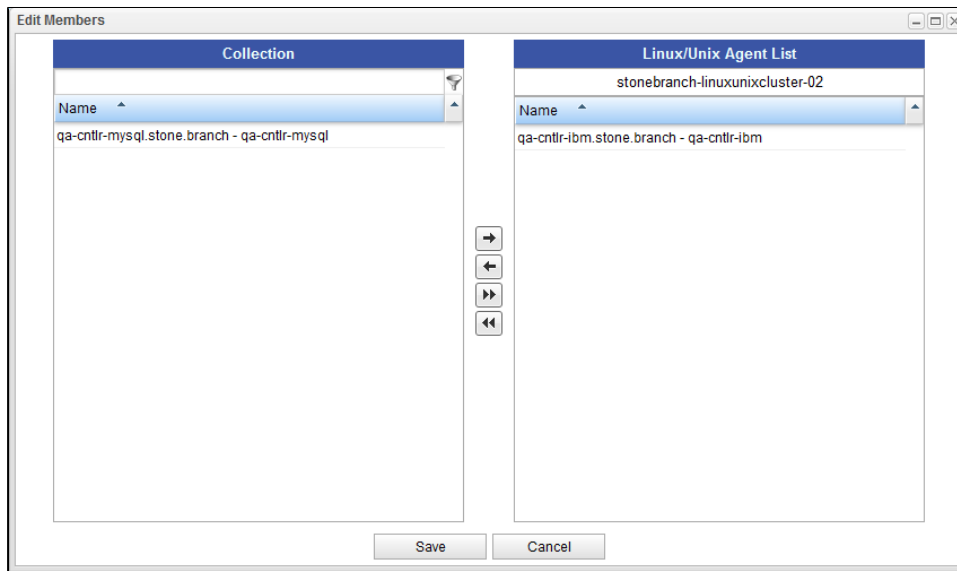 Edit Members
Collection
Name
qa-cntlr-mysql.stone.branch - qa-cntlr-mysql
Linux/Unix Agent List
stonebranch-linuxunixcluster-02
Name
qa-cntlr-ibm.stone.branch - qa-cntlr-ibm
Save
Cancel